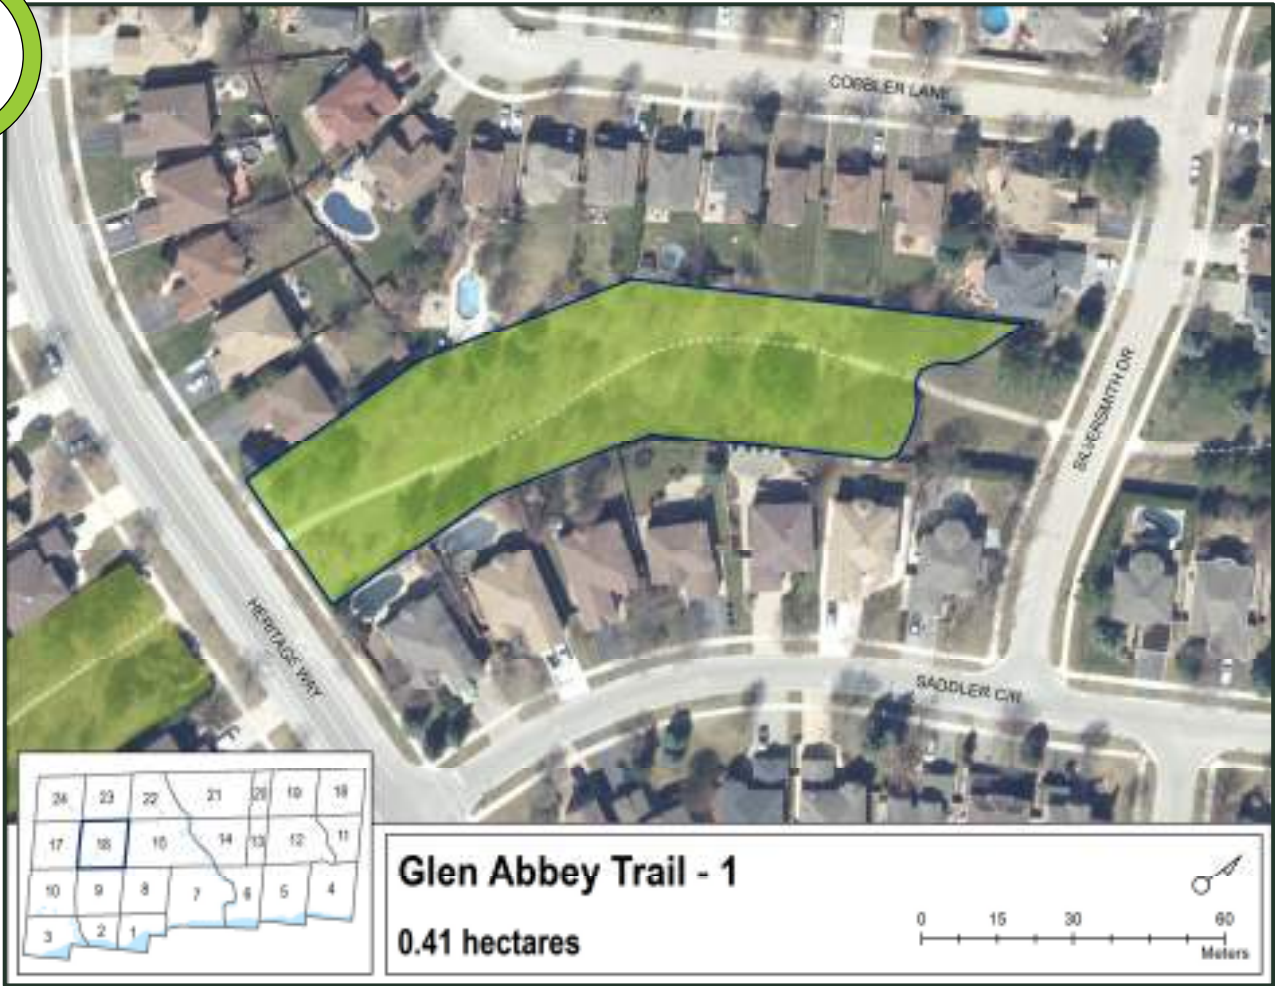 COBBLER LANE
SILVERSMITH DR
HERITAGE WAY
SADDLER CIR
24 23 22 21 20 19 18
17 16 15 14 13 12 11
10 9 8 7 6 5 4
3 2 1
Glen Abbey Trail - 1
0.41 hectares
0 15 30 60
Meters